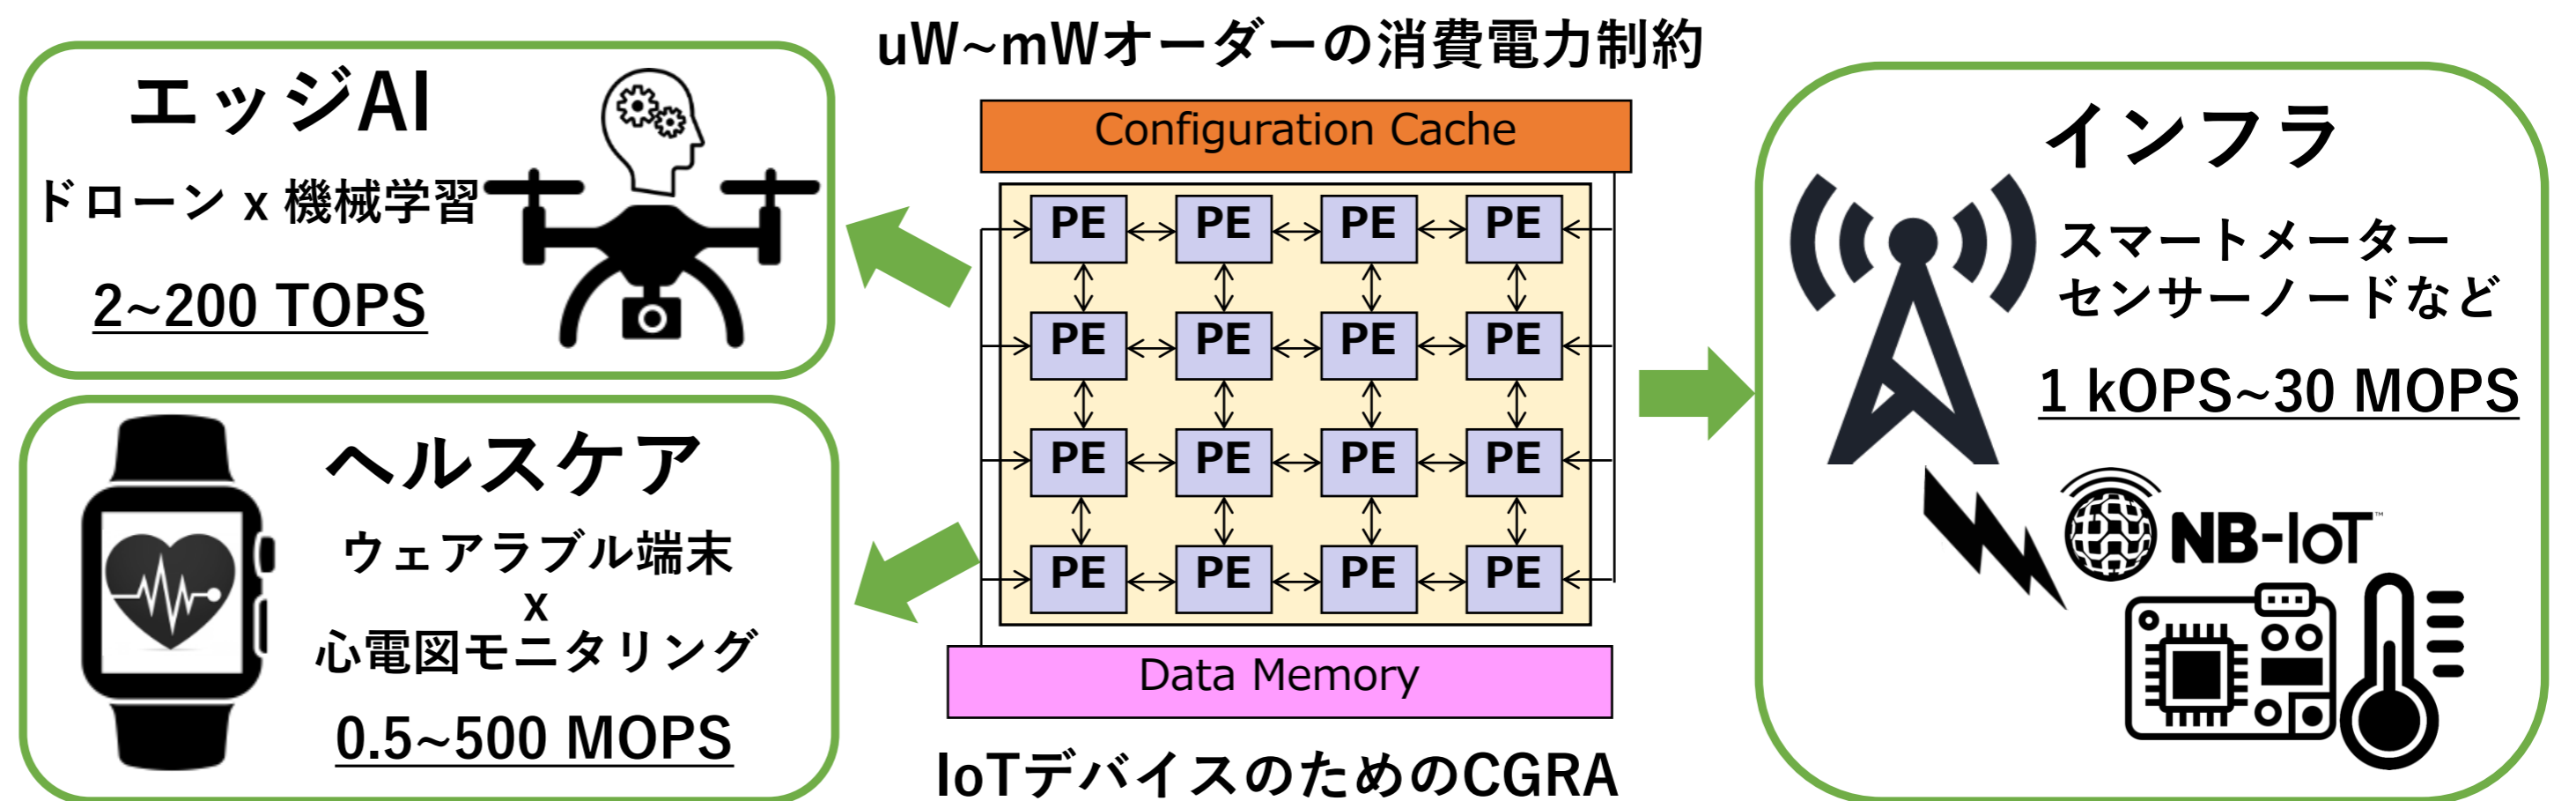 uW~mWオーダーの消費電力制約
エッジAI
ドローン x 機械学習
2~200 TOPS
ヘルスケア
ウェアラブル端末
x
心電図モニタリング
0.5~500 MOPS
Configuration Cache
PE PE PE PE
PE PE PE PE
PE PE PE PE
PE PE PE PE
Data Memory
IoTデバイスのためのCGRA
インフラ
スマートメーター
センサーノードなど
1 kOPS~30 MOPS
NB-IoT™